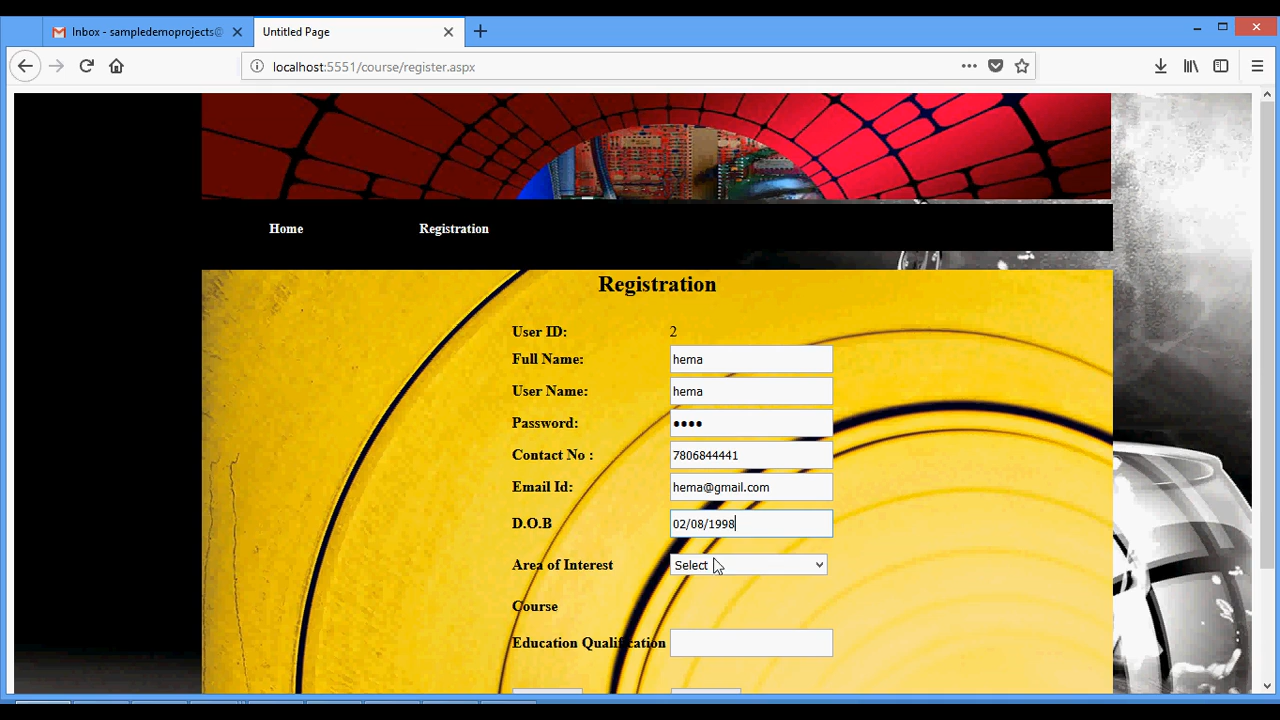 Inbox - sampledemoprojects@
Untitled Page
localhost:5551/course/register.aspx
Home
Registration
Registration
User ID: 2
Full Name: hema
User Name: hema
Password: ••••
Contact No : 7806844441
Email Id: hema@gmail.com
D.O.B 02/08/1998
Area of Interest Select
Course
Education Qualification